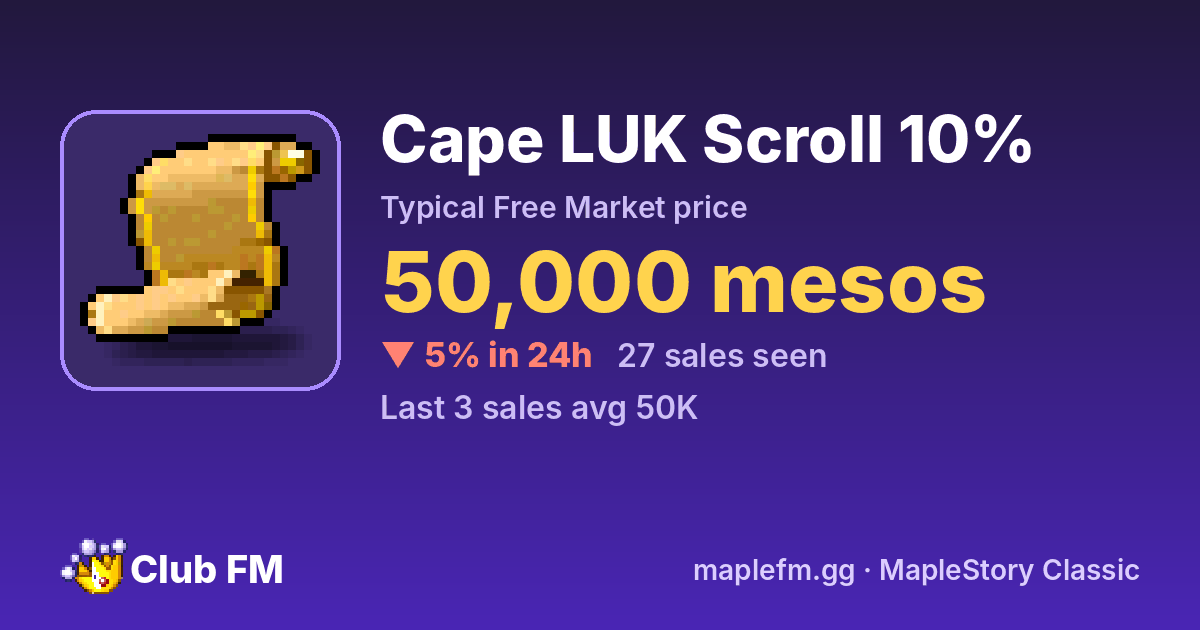 Cape LUK Scroll 10%
Typical Free Market price
50,000 mesos
▼ 5% in 24h 27 sales seen
Last 3 sales avg 50K
Club FM
maplefm.gg · MapleStory Classic